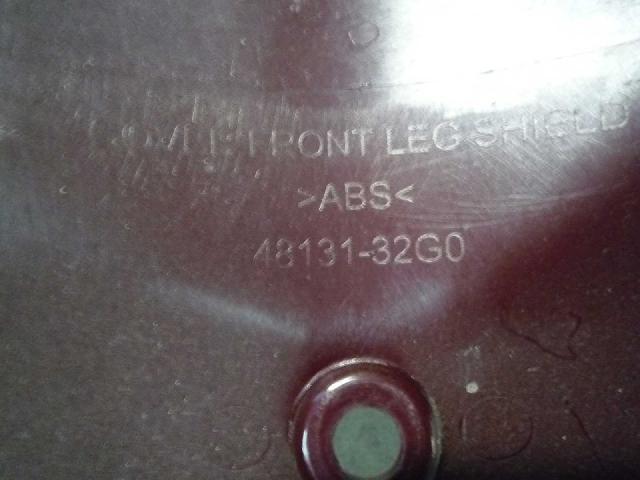 FRONT LEG SHIELD
>ABS<
48131-32G0